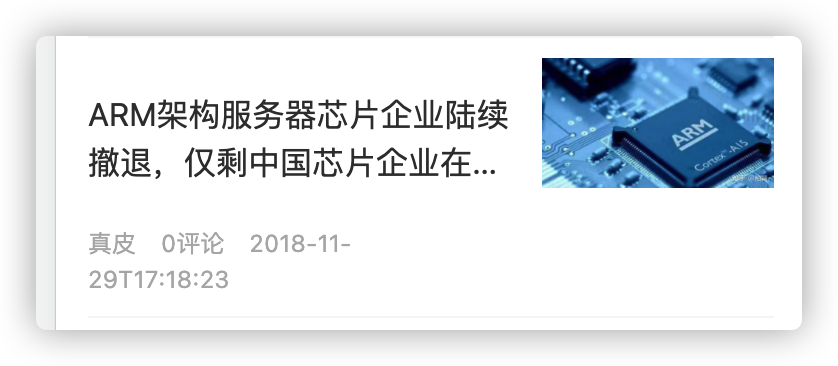 ARM架构服务器芯片企业陆续
撤退，仅剩中国芯片企业在...
真皮 0评论 2018-11-
29T17:18:23
ARM
Cortex-A15